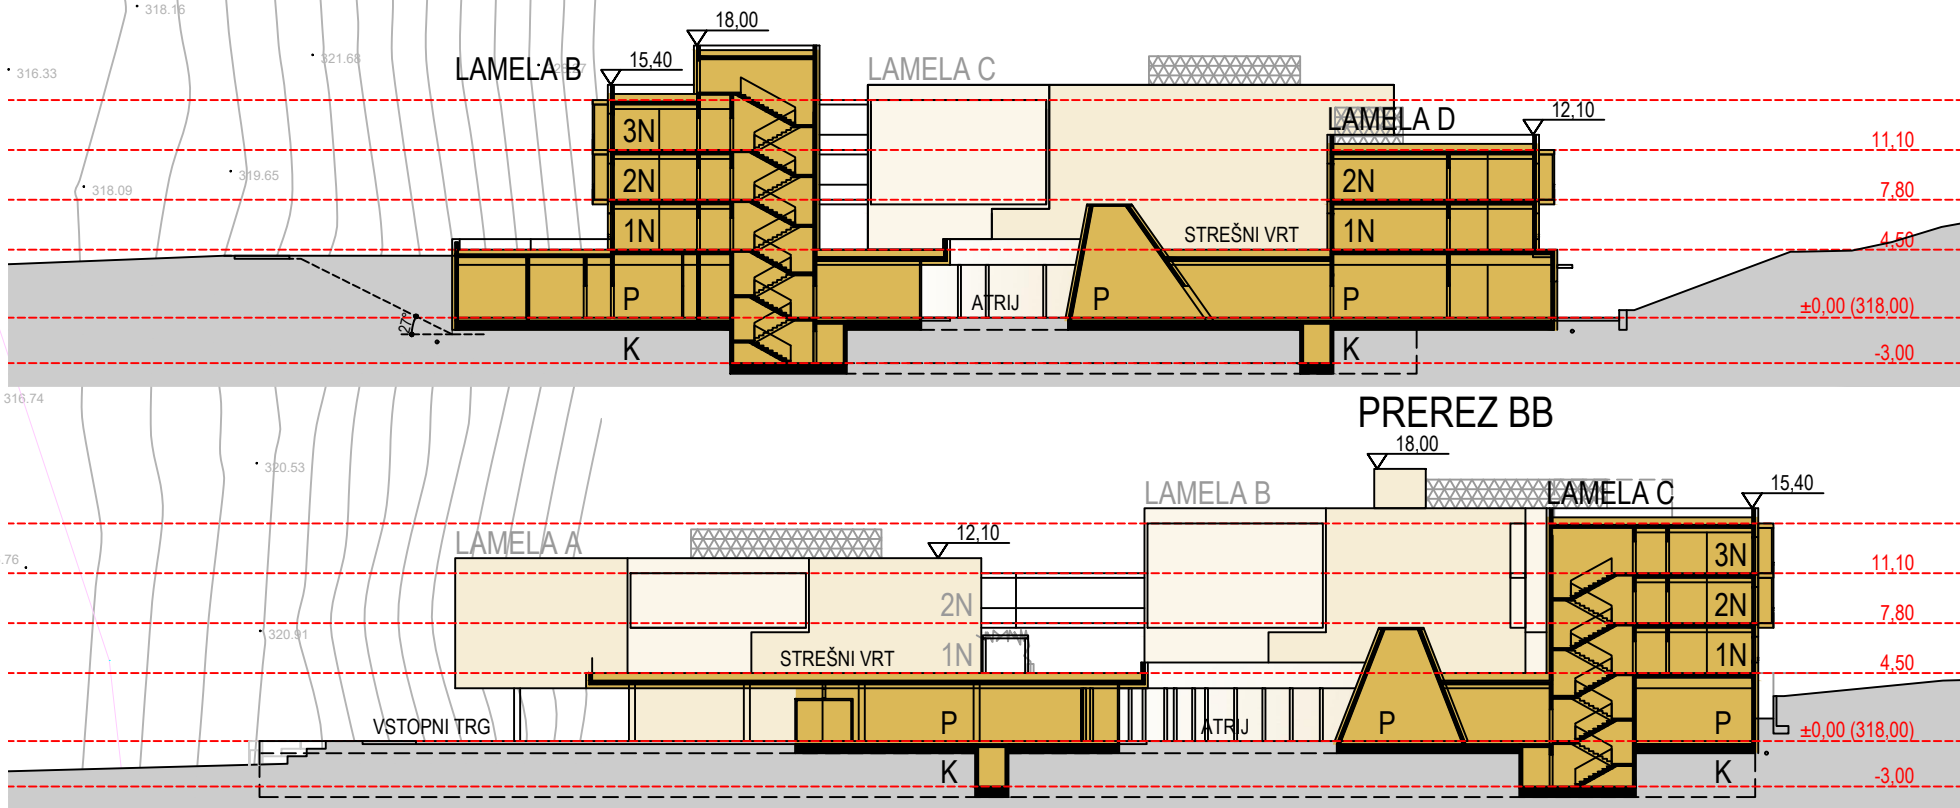 318.16
18,00
321.68
316.33
LAMELA B
15,40
LAMELA C
LAMELA D
12,10
3N
11,10
2N
2N
318.09
319.65
7,80
1N
STREŠNI VRT
1N
4,50
P
ATRIJ
P
P
±0,00 (318,00)
27°
K
K
-3,00
316.74
PREREZ BB
18,00
320.53
LAMELA B
LAMELA C
15,40
LAMELA A
12,10
3N
.76
11,10
2N
2N
7,80
320.91
STREŠNI VRT
1N
1N
4,50
VSTOPNI TRG
P
ATRIJ
P
P
±0,00 (318,00)
K
K
-3,00